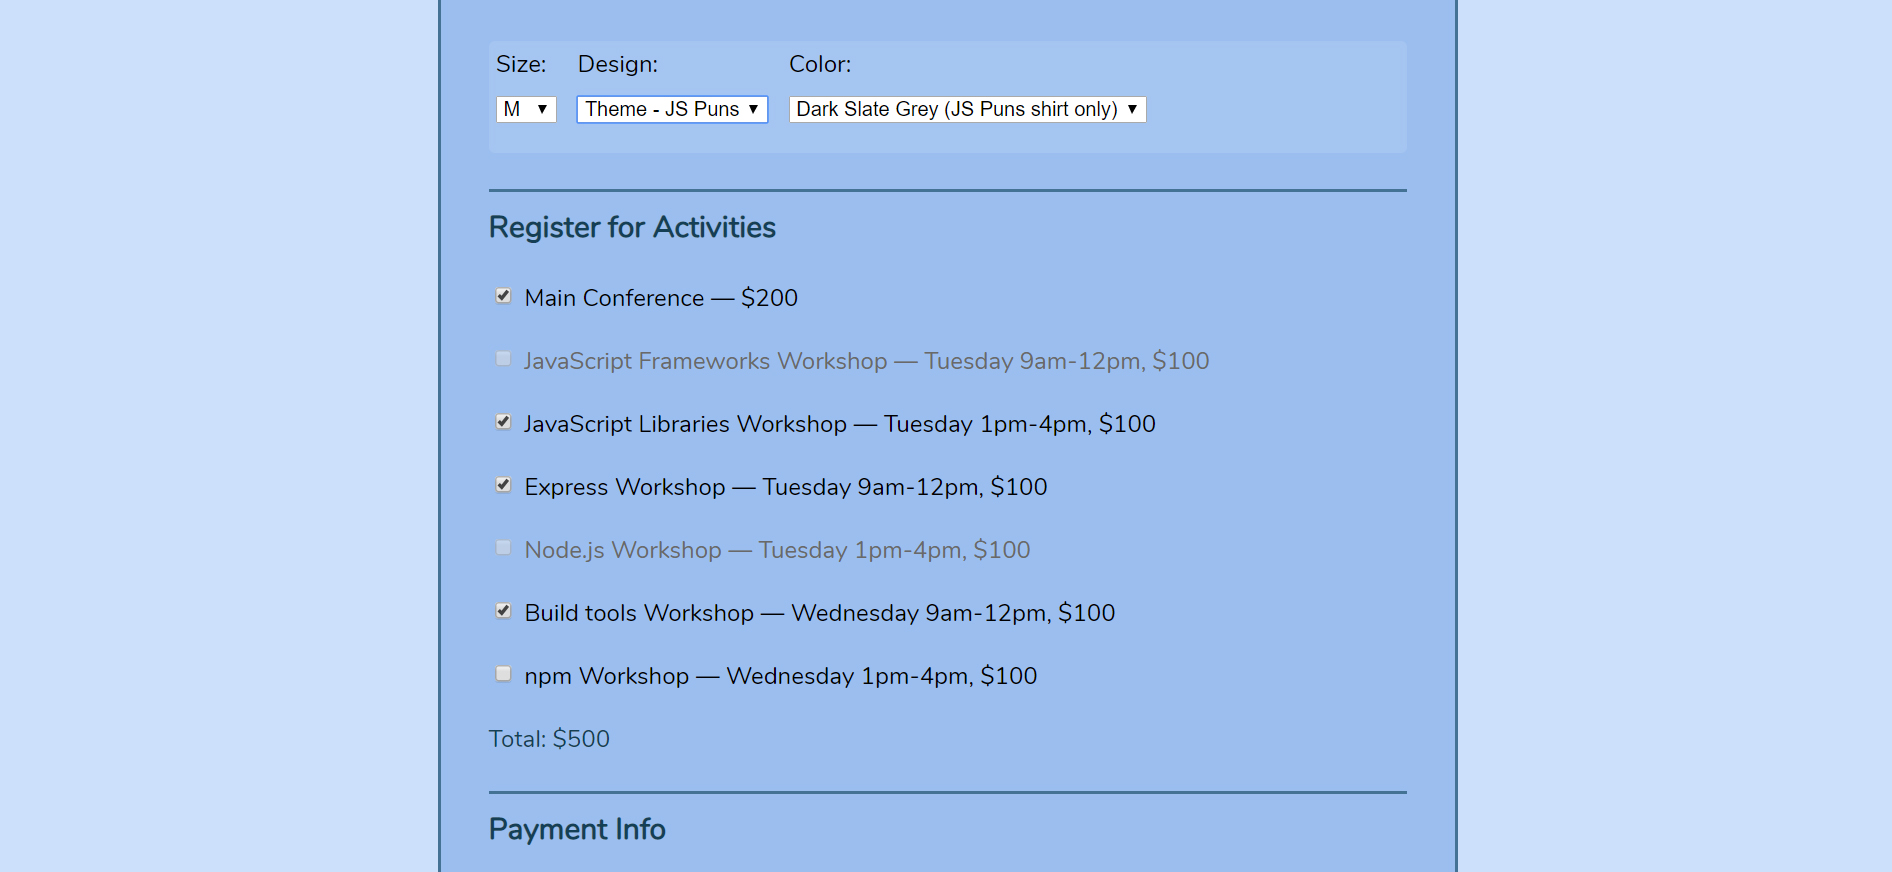 Size: Design: Color:
M Theme - JS Puns Dark Slate Grey (JS Puns shirt only)
Register for Activities
Main Conference — $200
JavaScript Frameworks Workshop — Tuesday 9am-12pm, $100
JavaScript Libraries Workshop — Tuesday 1pm-4pm, $100
Express Workshop — Tuesday 9am-12pm, $100
Node.js Workshop — Tuesday 1pm-4pm, $100
Build tools Workshop — Wednesday 9am-12pm, $100
npm Workshop — Wednesday 1pm-4pm, $100
Total: $500
Payment Info